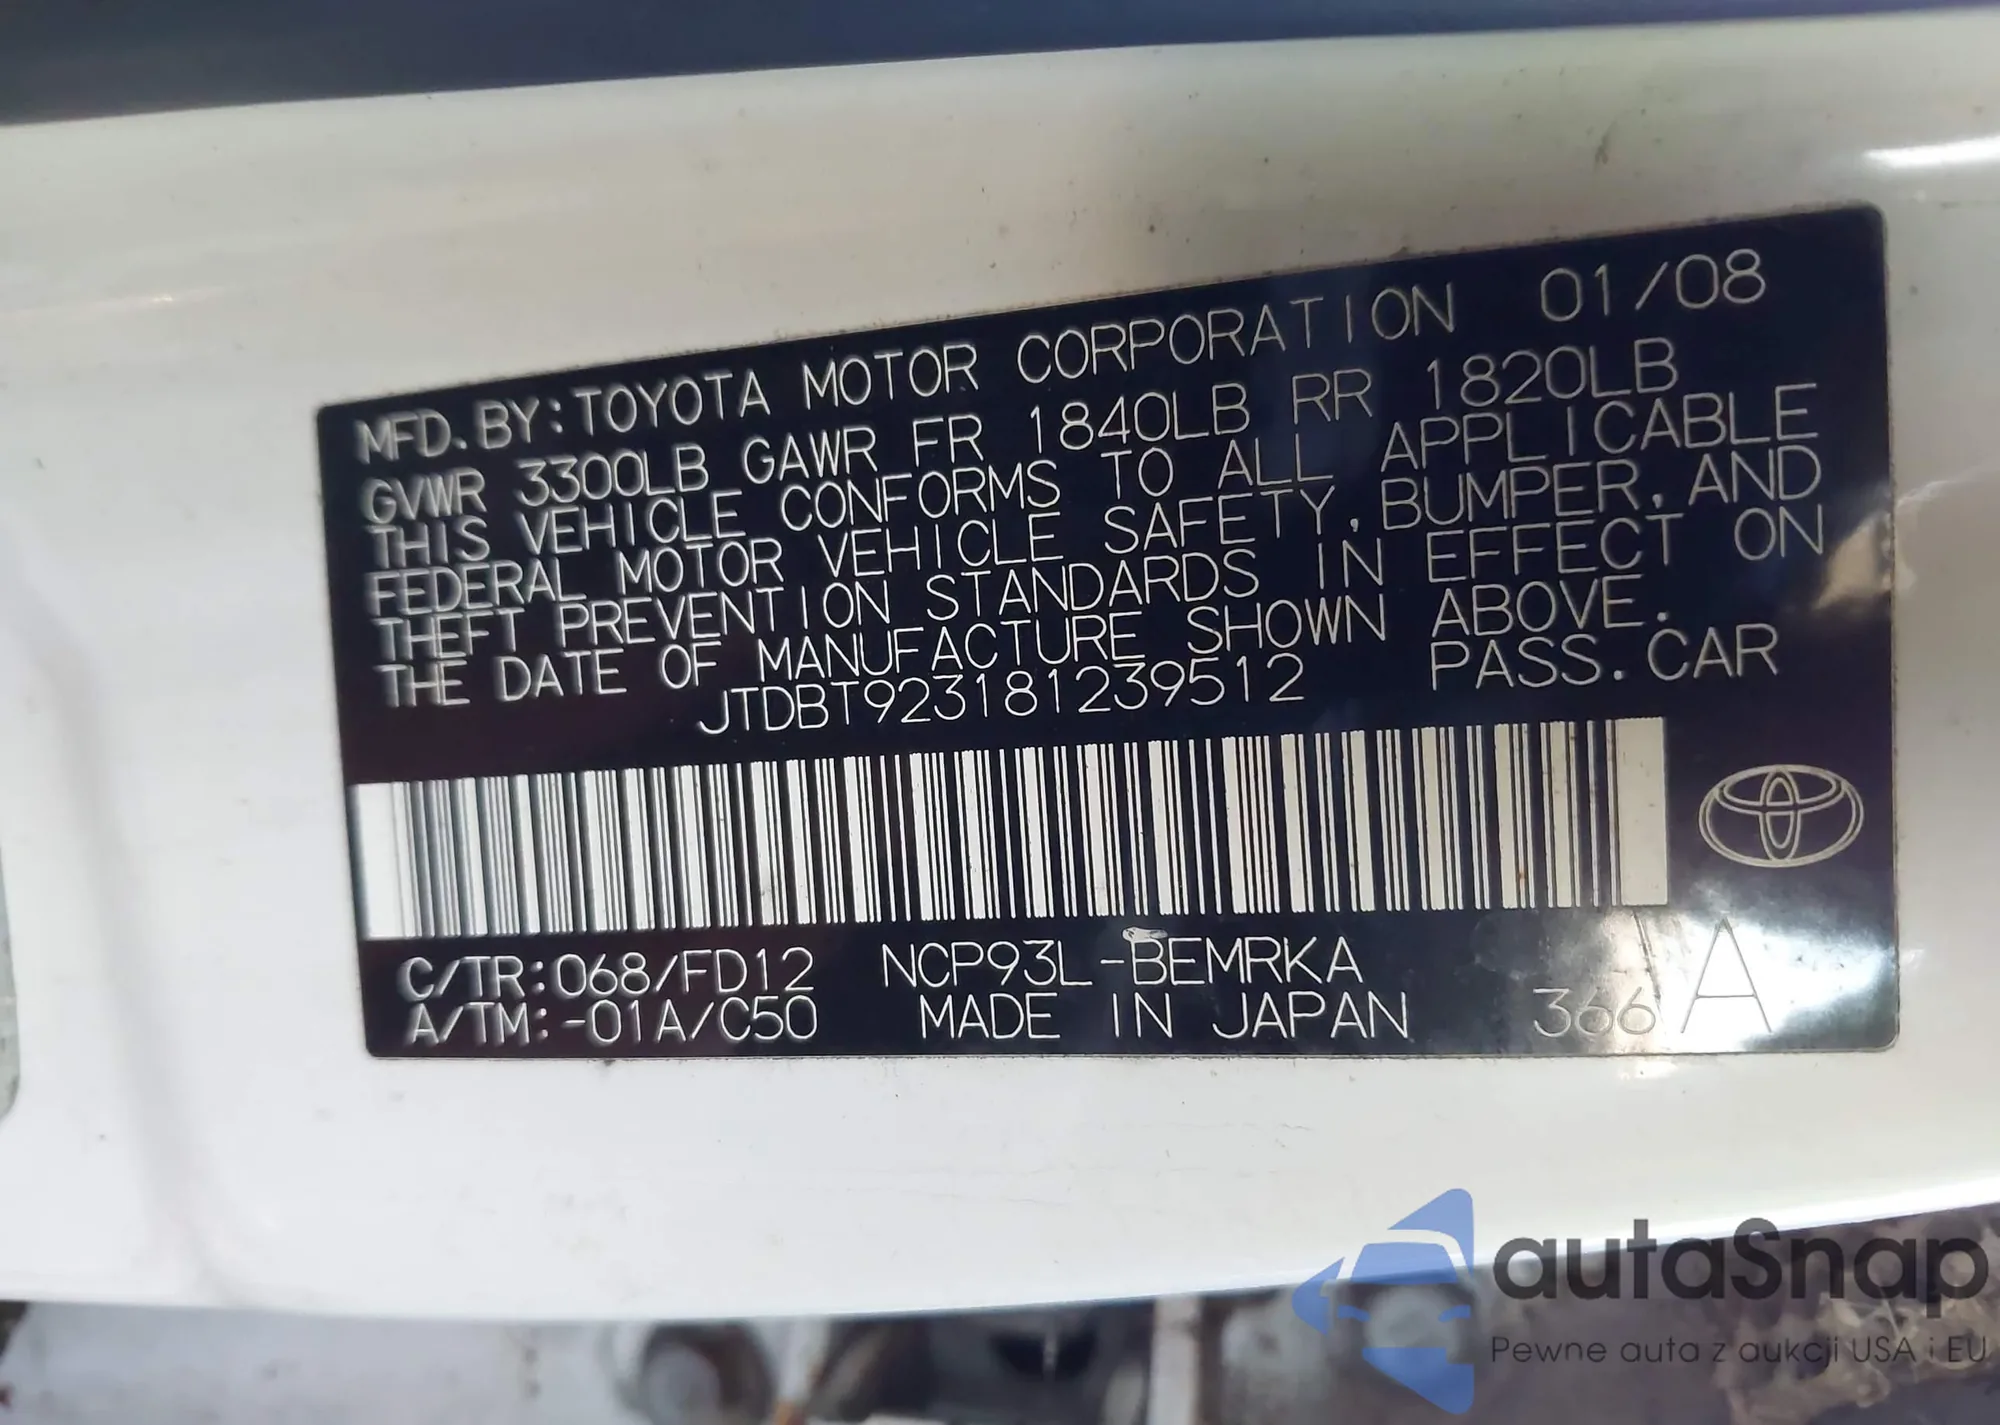 MFD. BY: TOYOTA MOTOR CORPORATION 01/08
GVWR 3300LB GAWR FR 1840LB RR 1820LB
THIS VEHICLE CONFORMS TO ALL APPLICABLE
FEDERAL MOTOR VEHICLE SAFETY, BUMPER, AND
THEFT PREVENTION STANDARDS IN EFFECT ON
THE DATE OF MANUFACTURE SHOWN ABOVE.
JTDBT923181239512 PASS. CAR
C/TR: 068/FD12 NCP93L-BEMRKA
A/TM: -01A/C50 MADE IN JAPAN 366 A
autoSnap
Pewne auta z aukcji USA i EU